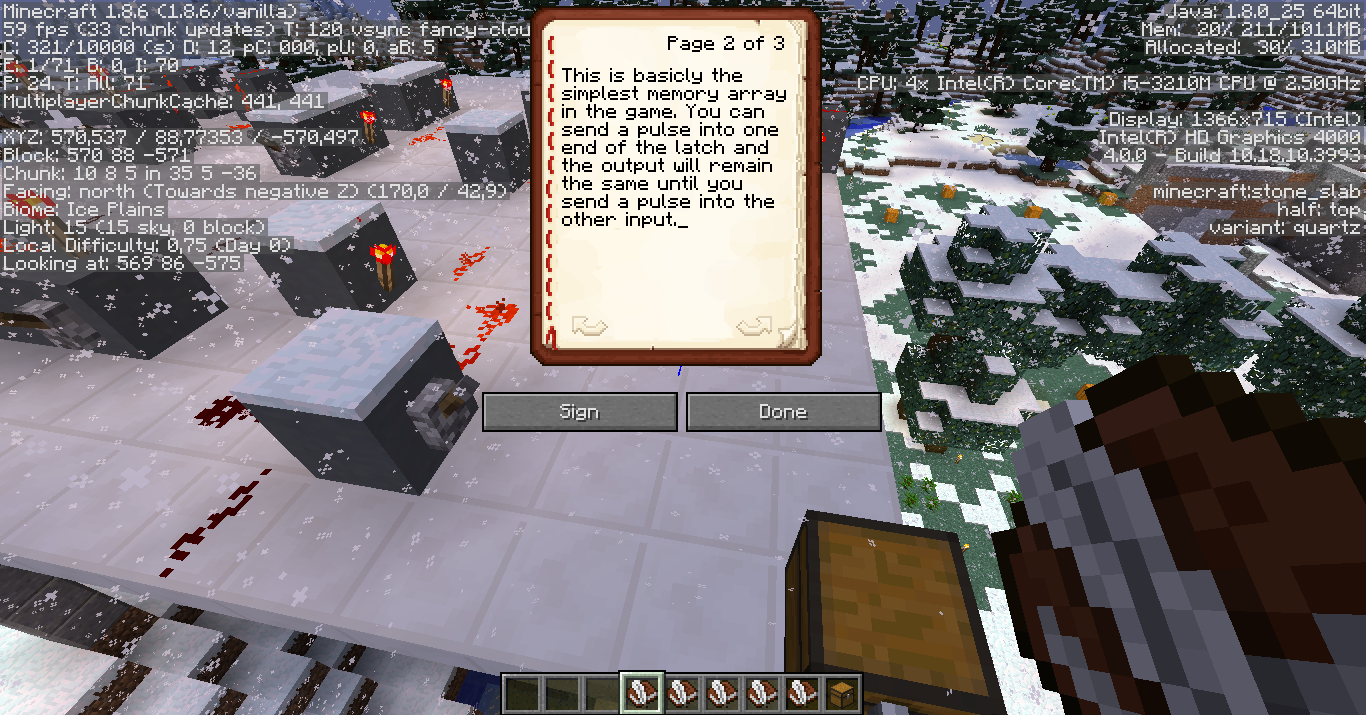 Minecraft 1.8.6 (1.8.6/vanilla)
59 fps (33 chunk updates) T: 120 vsync fancy-clou
C: 321/10000 (s) D: 12, pC: 000, pU: 0, aB: 5
E: 1/71, B: 0, I: 70
P: 24. T: All: 71
MultiplayerChunkCache: 441, 441
XYZ: 570,537 / 88,77353 / -570,497
Block: 570 88 -571
Chunk: 10 8 5 in 35 5 -36
Facing: north (Towards negative Z) (170,0 / 42,9)
Biome: Ice Plains
Light: 15 (15 sky, 0 block)
Local Difficulty: 0,75 (Day 0)
Looking at: 569 86 -575
Page 2 of 3
This is basicly the
simplest memory array
in the game. You can
send a pulse into one
end of the latch and
the output will remain
the same until you
send a pulse into the
other input._
Sign
Done
Java: 1.8.0_25 64bit
Mem: 20% 211/1011MB
Allocated: 30% 310MB
CPU: 4x Intel(R) Core(TM) i5-3210M CPU @ 2.50GHz
Display: 1366x715 (Intel)
Intel(R) HD Graphics 4000
4.0.0 - Build 10.18.10.3993
minecraft:stone_slab
half: top
variant: quartz